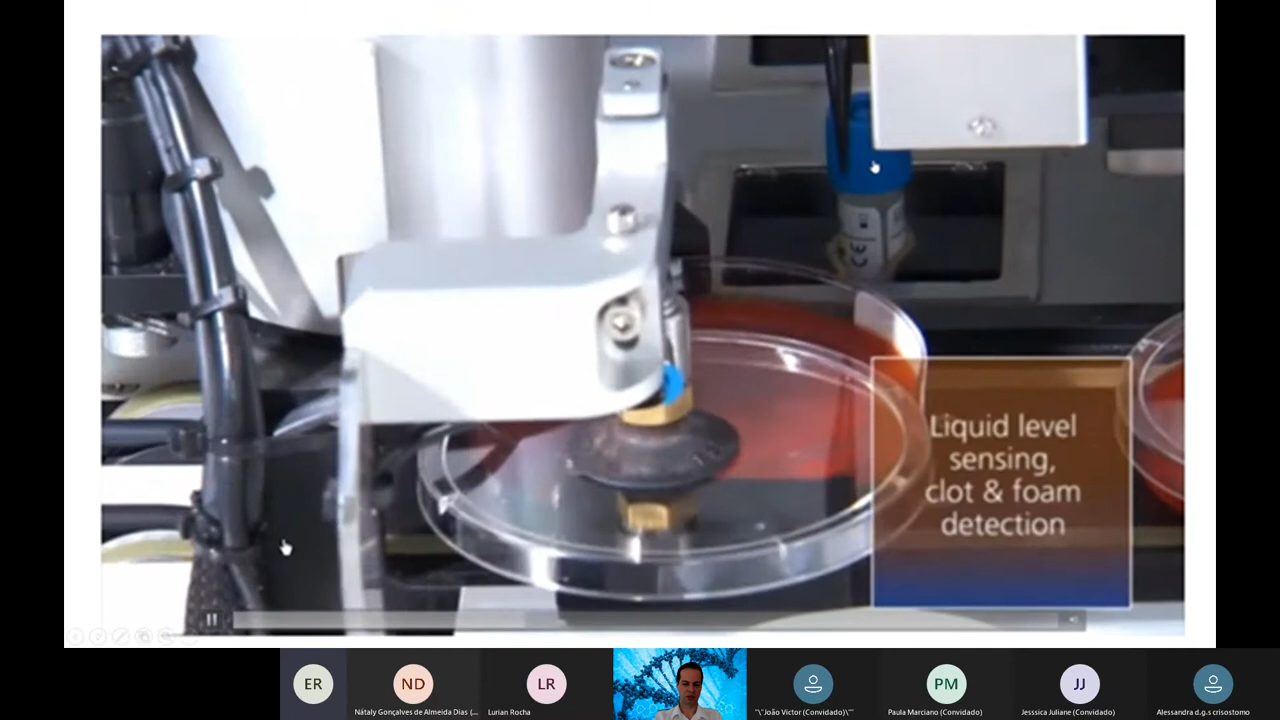 Liquid level
sensing,
clot & foam
detection
ER
ND
LR
PM
JJ
Nátaly Gonçalves de Almeida Dias (...
Lurian Rocha
"\"João Victor (Convidado)\""
Paula Marciano (Convidado)
Jesssica Juliane (Convidado)
Alessandra d.g.s crisostomo